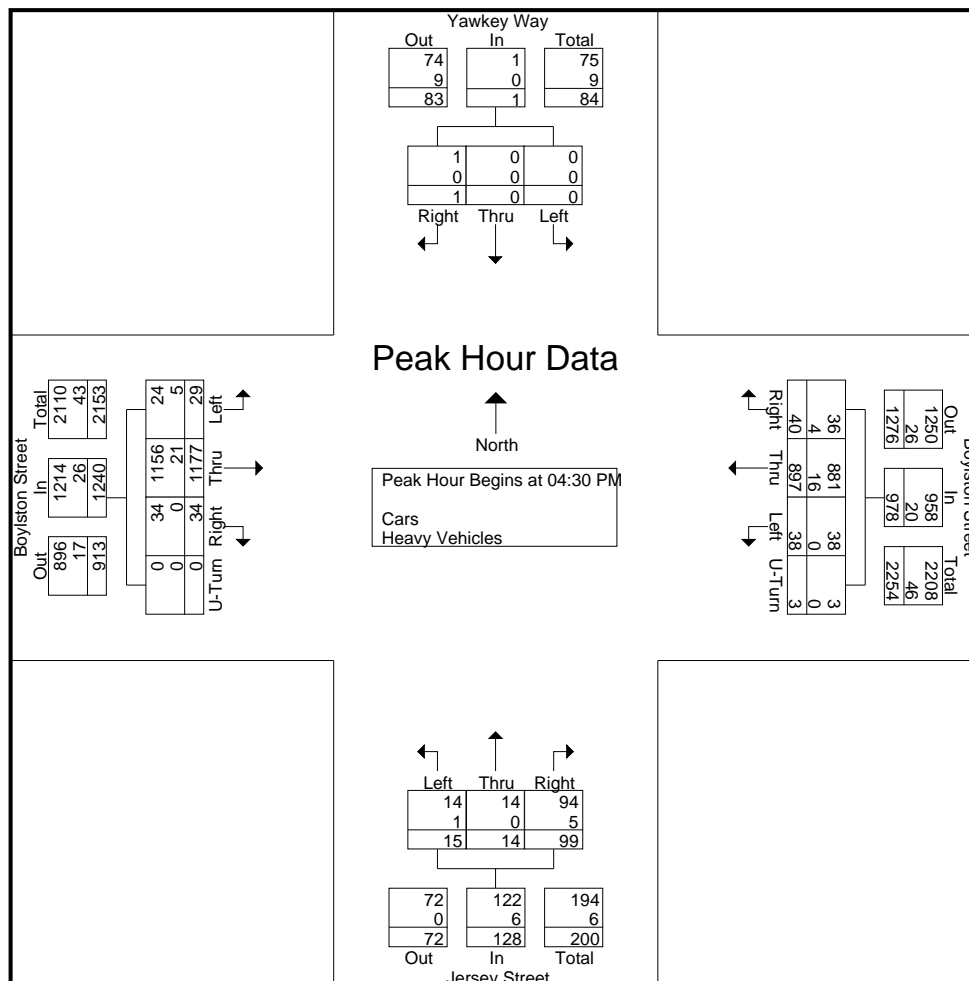 Yawkey Way
Out In Total
74 1 75
9 0 9
83 1 84
1 0 0
0 0 0
1 0 0
Right Thru Left
Peak Hour Data
North
Peak Hour Begins at 04:30 PM
Cars
Heavy Vehicles
Boylston Street
Out In Total
896 1214 2110
17 26 43
913 1240 2153
0 34 1156 24
0 0 21 5
0 34 1177 29
U-Turn Right Thru Left
Boylston Street
Out In Total
1250 958 2208
26 20 46
1276 978 2254
36 881 38 3
4 16 0 0
40 897 38 3
Right Thru Left U-Turn
Left Thru Right
14 14 94
1 0 5
15 14 99
72 122 194
0 6 6
72 128 200
Out In Total
Jersey Street